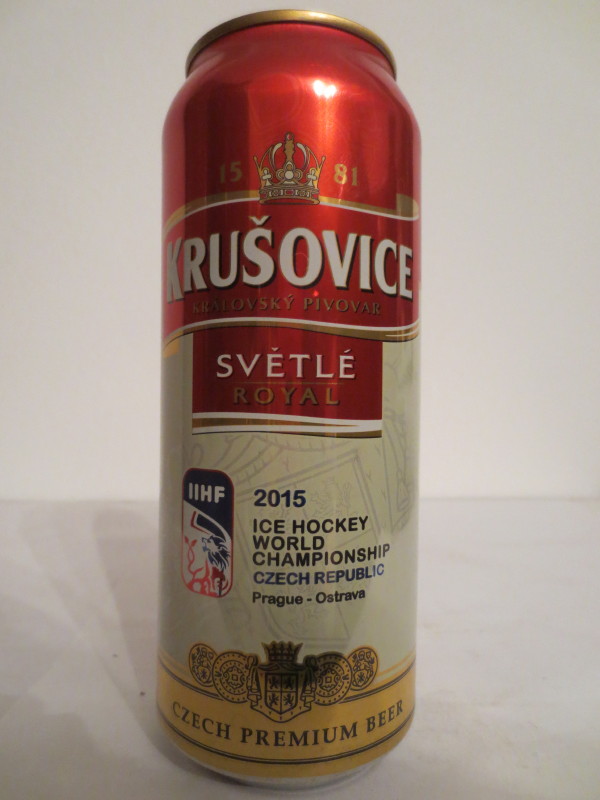 15 81
KRUŠOVICE
KRÁLOVSKÝ PIVOVAR
SVĚTLÉ
ROYAL
IIHF
2015
ICE HOCKEY
WORLD
CHAMPIONSHIP
CZECH REPUBLIC
Prague - Ostrava
CZECH PREMIUM BEER